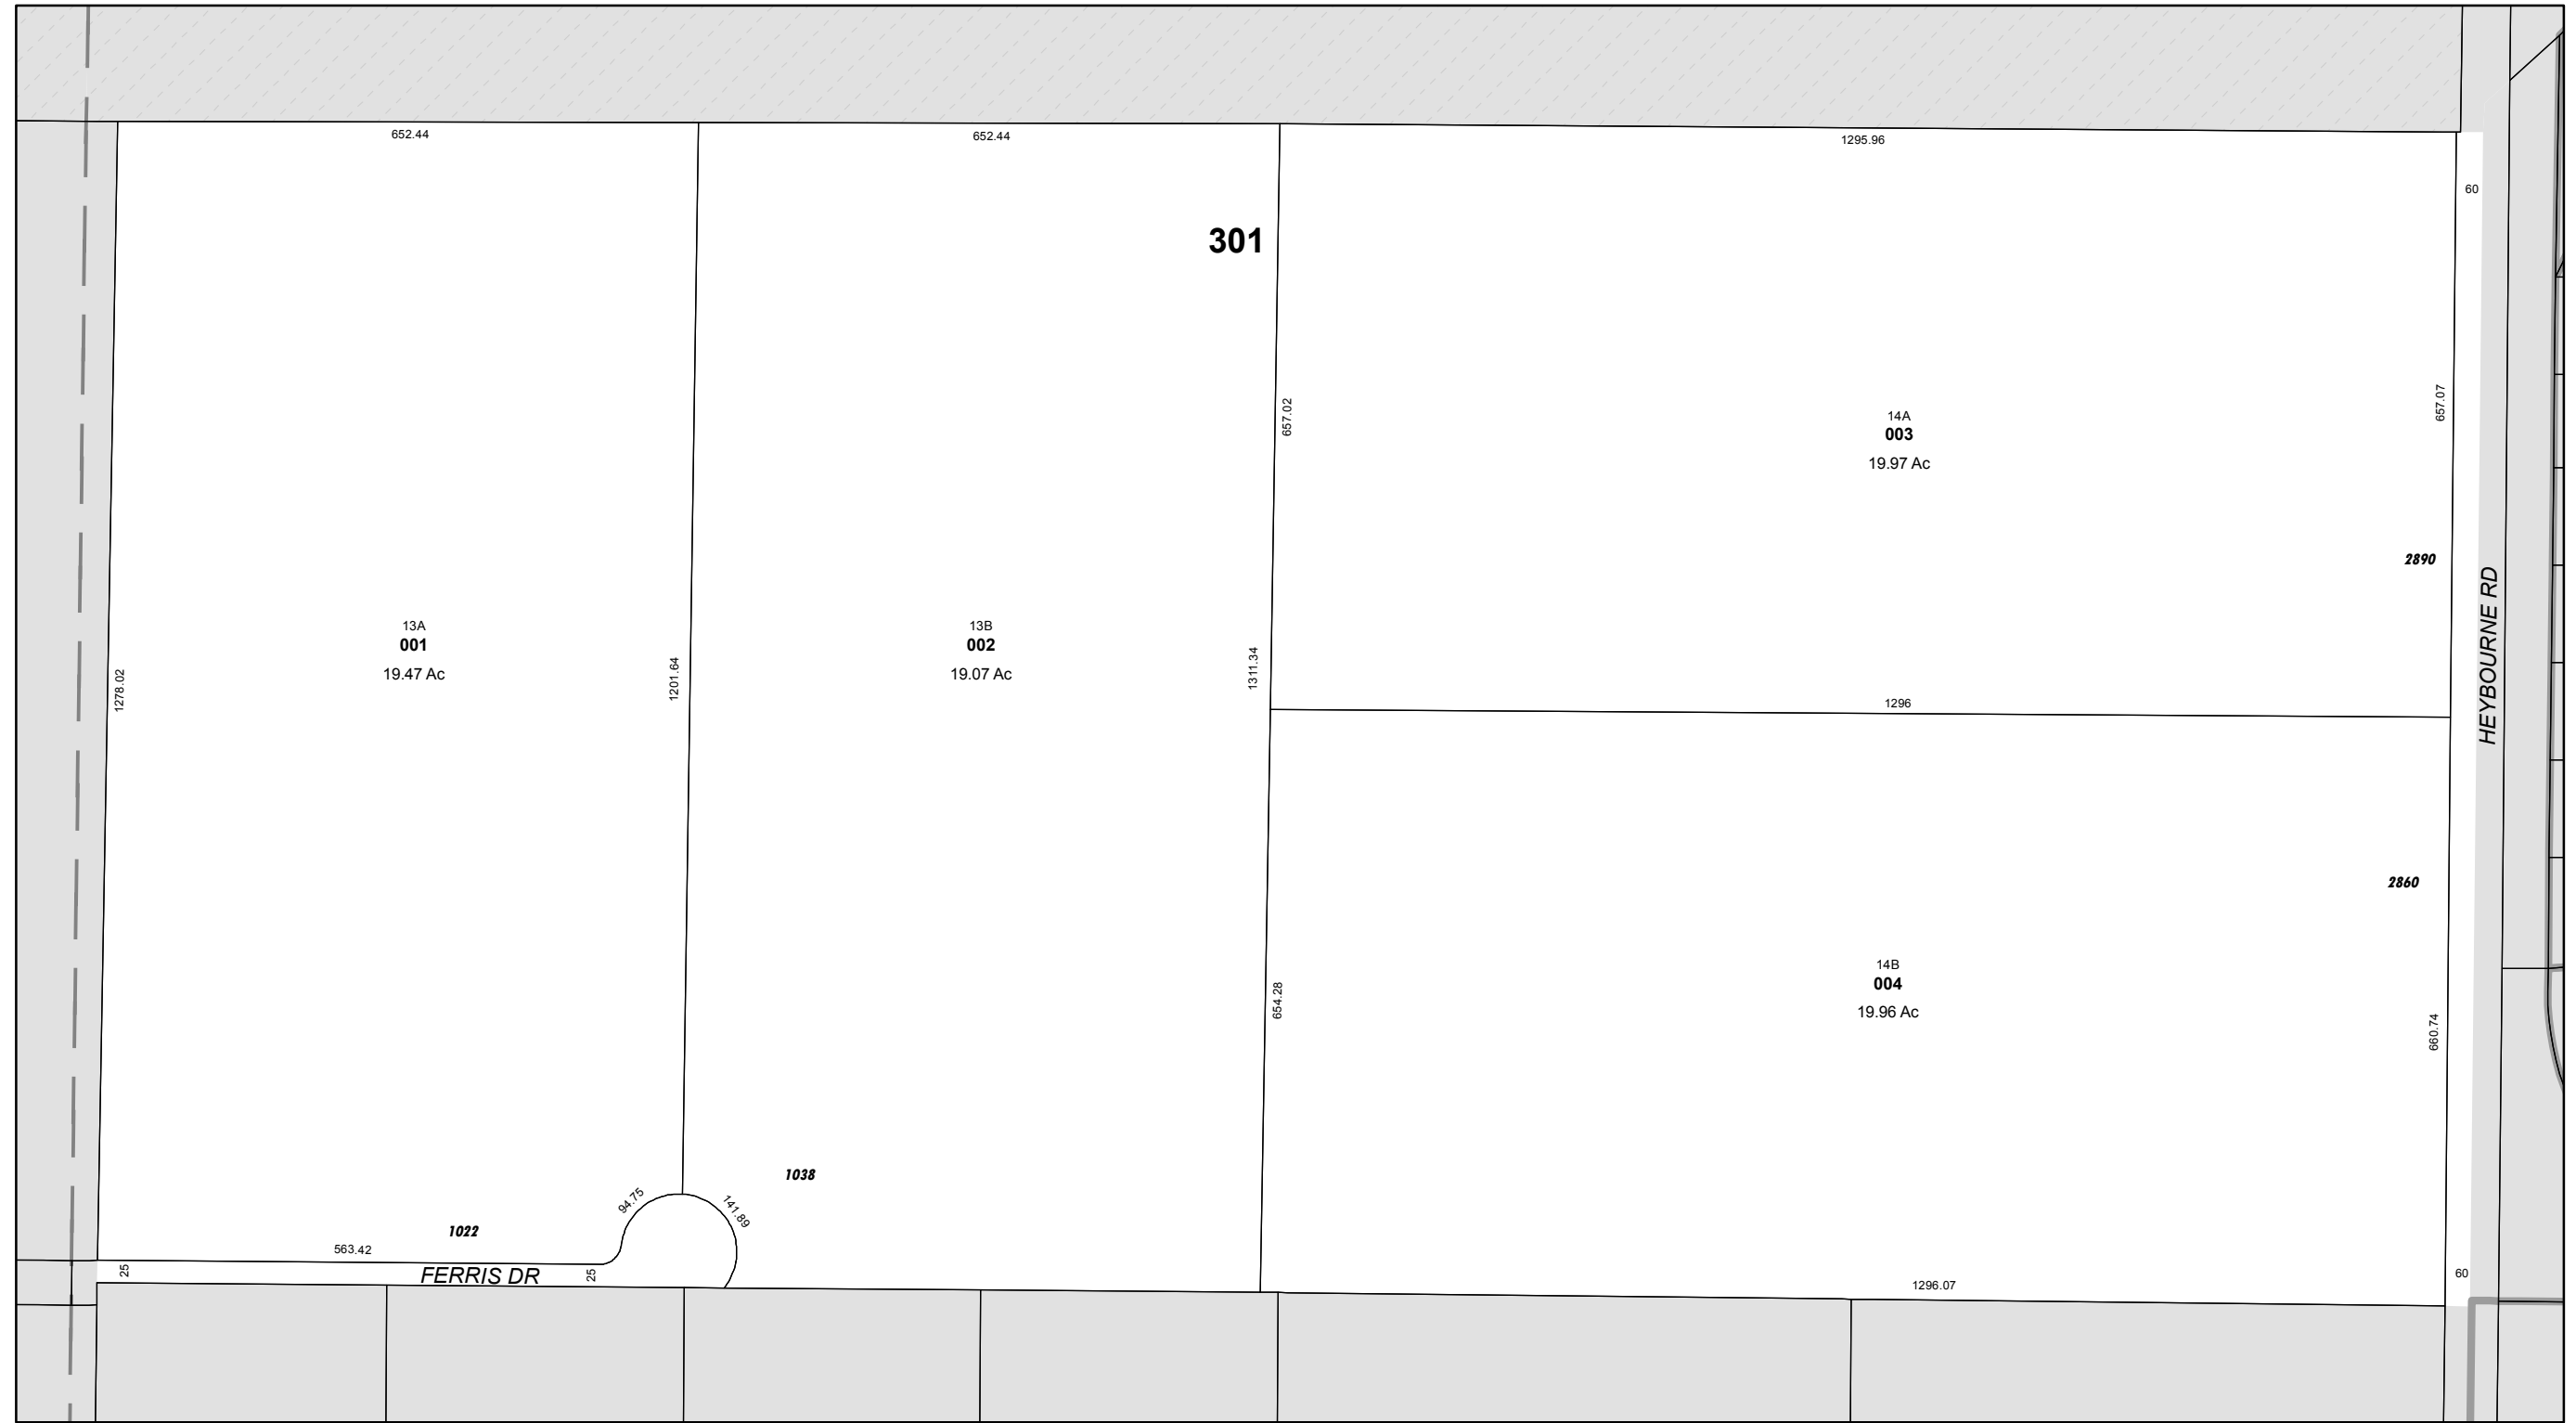 652.44
652.44
1295.96
60
301
657.02
657.07
14A
003
19.97 Ac
2890
HEYBOURNE RD
13A
001
19.47 Ac
13B
002
19.07 Ac
1278.02
1201.64
1311.34
1296
2860
14B
004
19.96 Ac
654.28
660.74
1038
94.75
141.89
1022
563.42
25
FERRIS DR
25
1296.07
60